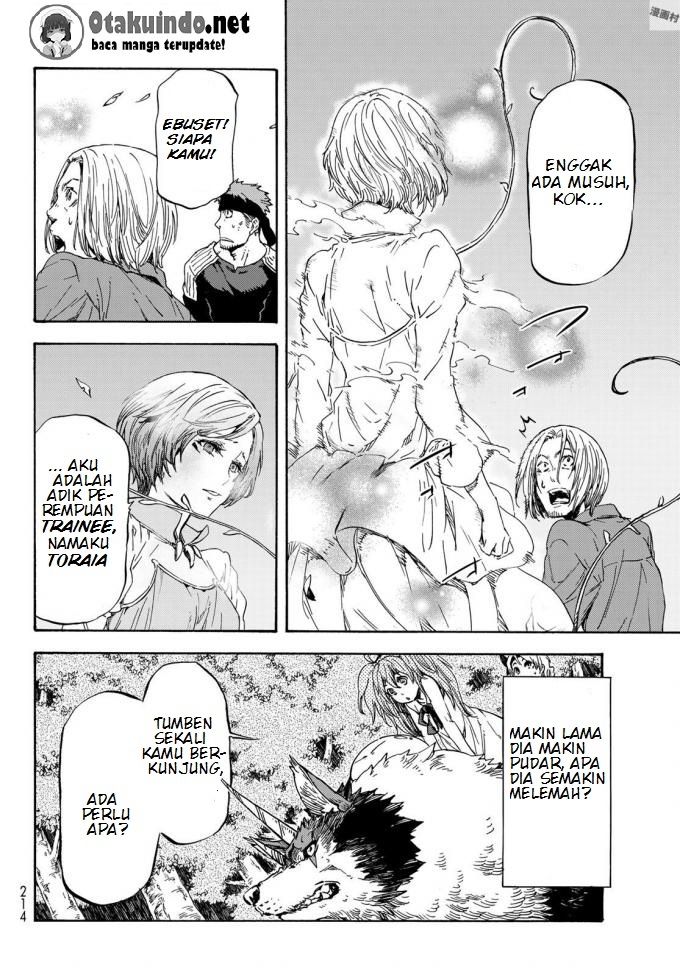 Otakuindo.net
baca manga terupdate!
漫画村
ENGGAK
ADA MUSUH,
KOK...
EBUSET!
SIAPA
KAMU!
... AKU
ADALAH
ADIK PE-
REMPUAN
TRAINEE,
NAMAKU
TORAIA
MAKIN LAMA
DIA MAKIN
PUDAR, APA
DIA SEMAKIN
MELEMAH?
TUMBEN
SEKALI
KAMU BER-
KUNJUNG,
ADA
PERLU
APA?
214